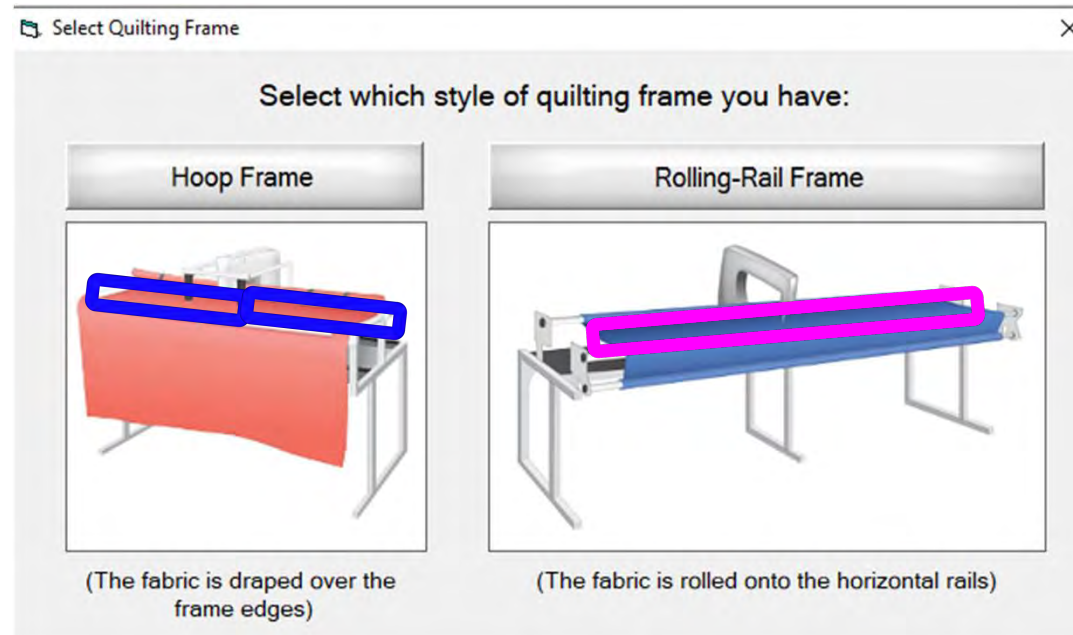 Select Quilting Frame
Select which style of quilting frame you have:
Hoop Frame
Rolling-Rail Frame
(The fabric is draped over the
frame edges)
(The fabric is rolled onto the horizontal rails)